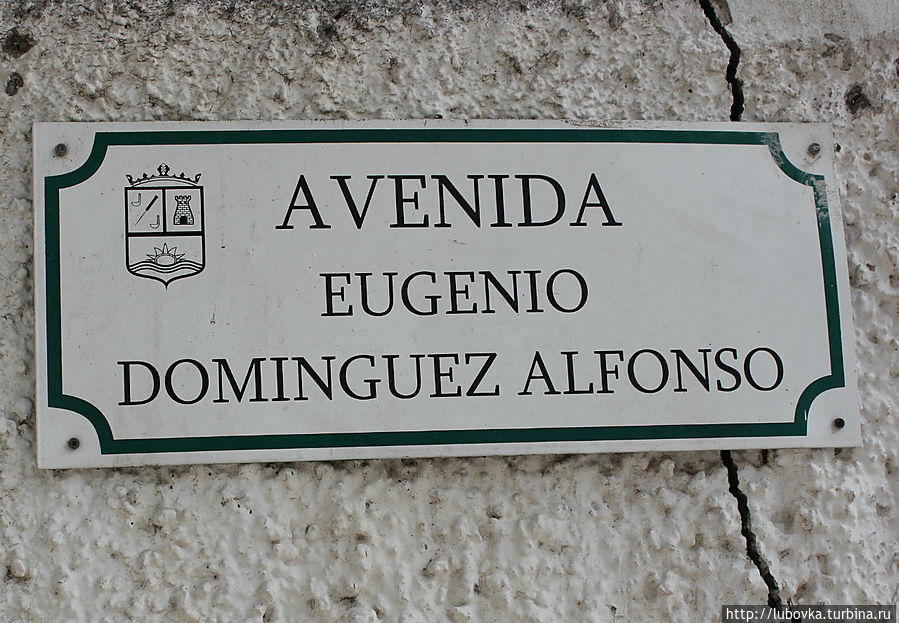 AVENIDA
EUGENIO
DOMINGUEZ ALFONSO
http://lubovka.turbina.ru